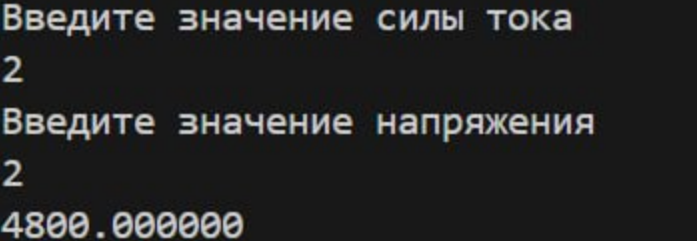 Введите значение силы тока
2
Введите значение напряжения
2
4800.000000